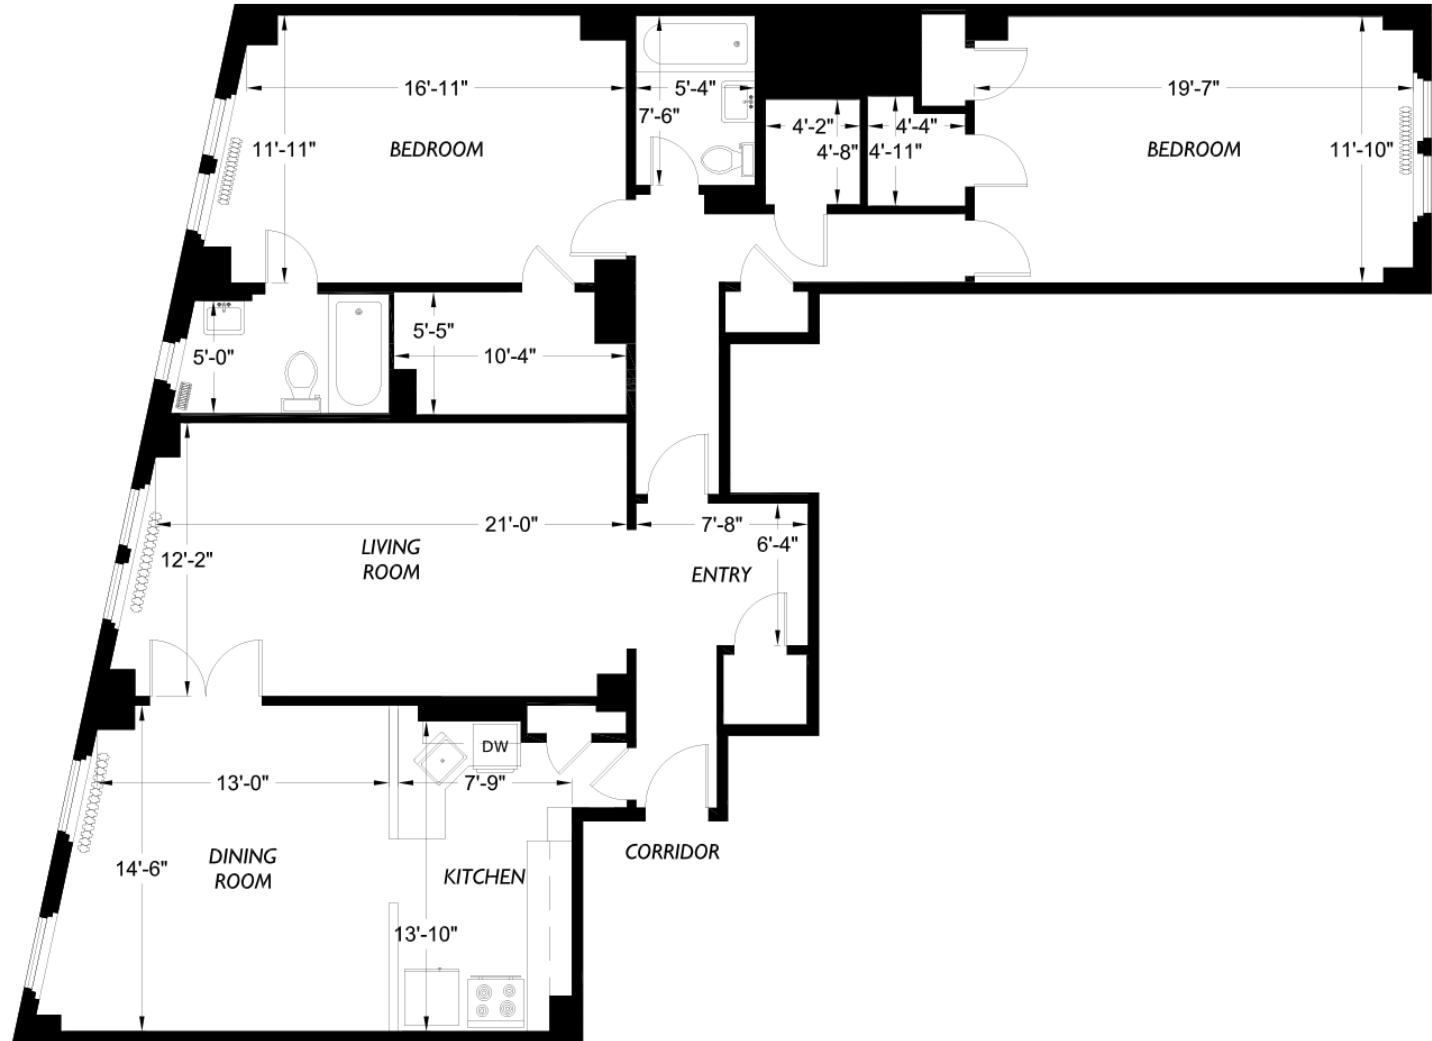 16'-11"
5'-4"
19'-7"
7'-6"
4'-2"
4'-4"
11'-11"
BEDROOM
4'-8"
4'-11"
BEDROOM
11'-10"
5'-5"
5'-0"
10'-4"
21'-0"
7'-8"
12'-2"
LIVING
ROOM
6'-4"
ENTRY
DW
13'-0"
7'-9"
CORRIDOR
14'-6"
DINING
ROOM
KITCHEN
13'-10"